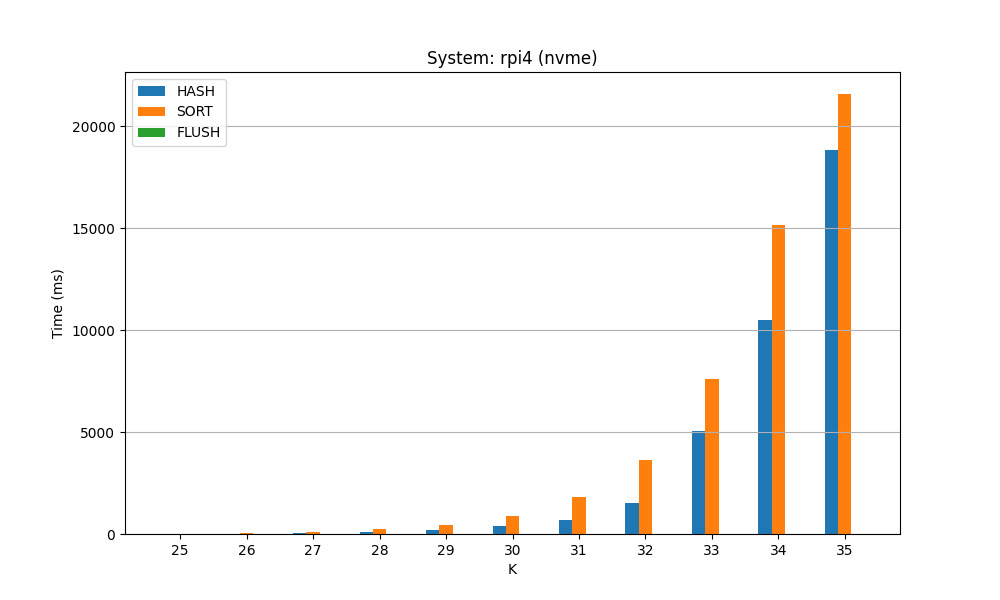 System: rpi4 (nvme)
HASH
SORT
FLUSH
20000
15000
10000
5000
0
Time (ms)
25 26 27 28 29 30 31 32 33 34 35
K